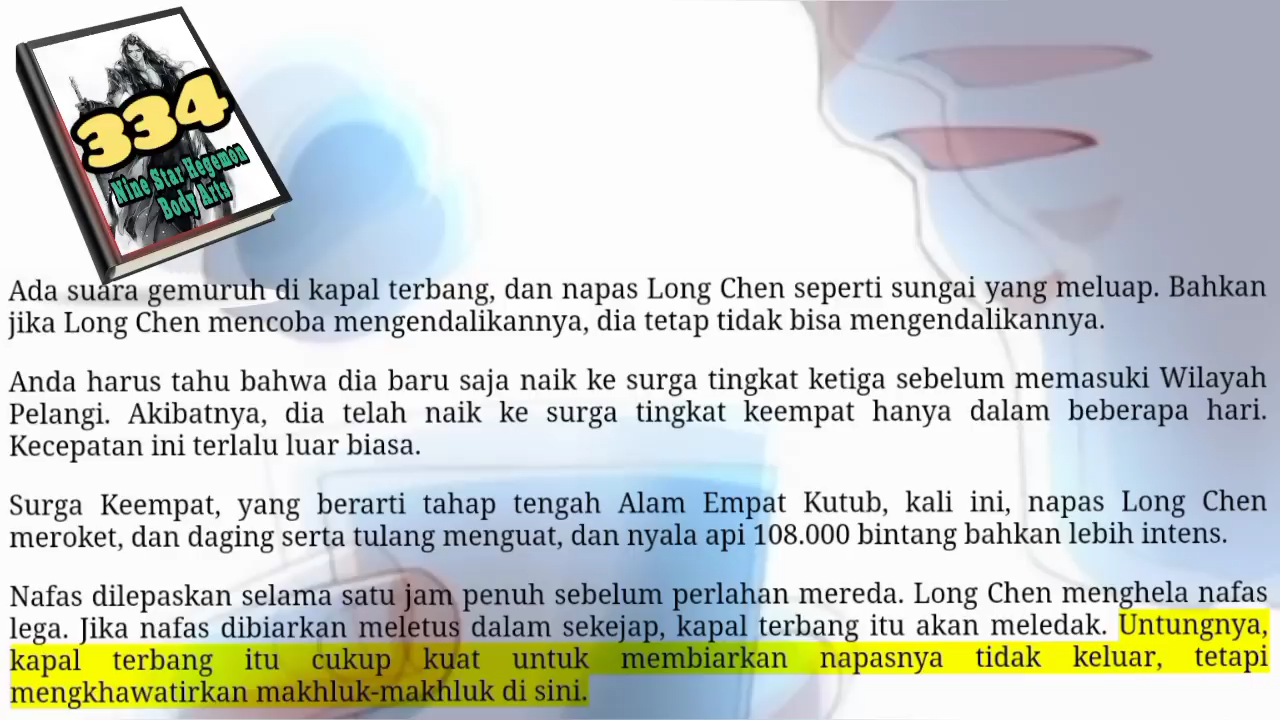 334
Nine Star Hegemon
Body Arts
Ada suara gemuruh di kapal terbang, dan napas Long Chen seperti sungai yang meluap. Bahkan
jika Long Chen mencoba mengendalikannya, dia tetap tidak bisa mengendalikannya.
Anda harus tahu bahwa dia baru saja naik ke surga tingkat ketiga sebelum memasuki Wilayah
Pelangi. Akibatnya, dia telah naik ke surga tingkat keempat hanya dalam beberapa hari.
Kecepatan ini terlalu luar biasa.
Surga Keempat, yang berarti tahap tengah Alam Empat Kutub, kali ini, napas Long Chen
meroket, dan daging serta tulang menguat, dan nyala api 108.000 bintang bahkan lebih intens.
Nafas dilepaskan selama satu jam penuh sebelum perlahan mereda. Long Chen menghela nafas
lega. Jika nafas dibiarkan meletus dalam sekejap, kapal terbang itu akan meledak. Untungnya,
kapal terbang itu cukup kuat untuk membiarkan napasnya tidak keluar, tetapi
mengkhawatirkan makhluk-makhluk di sini.